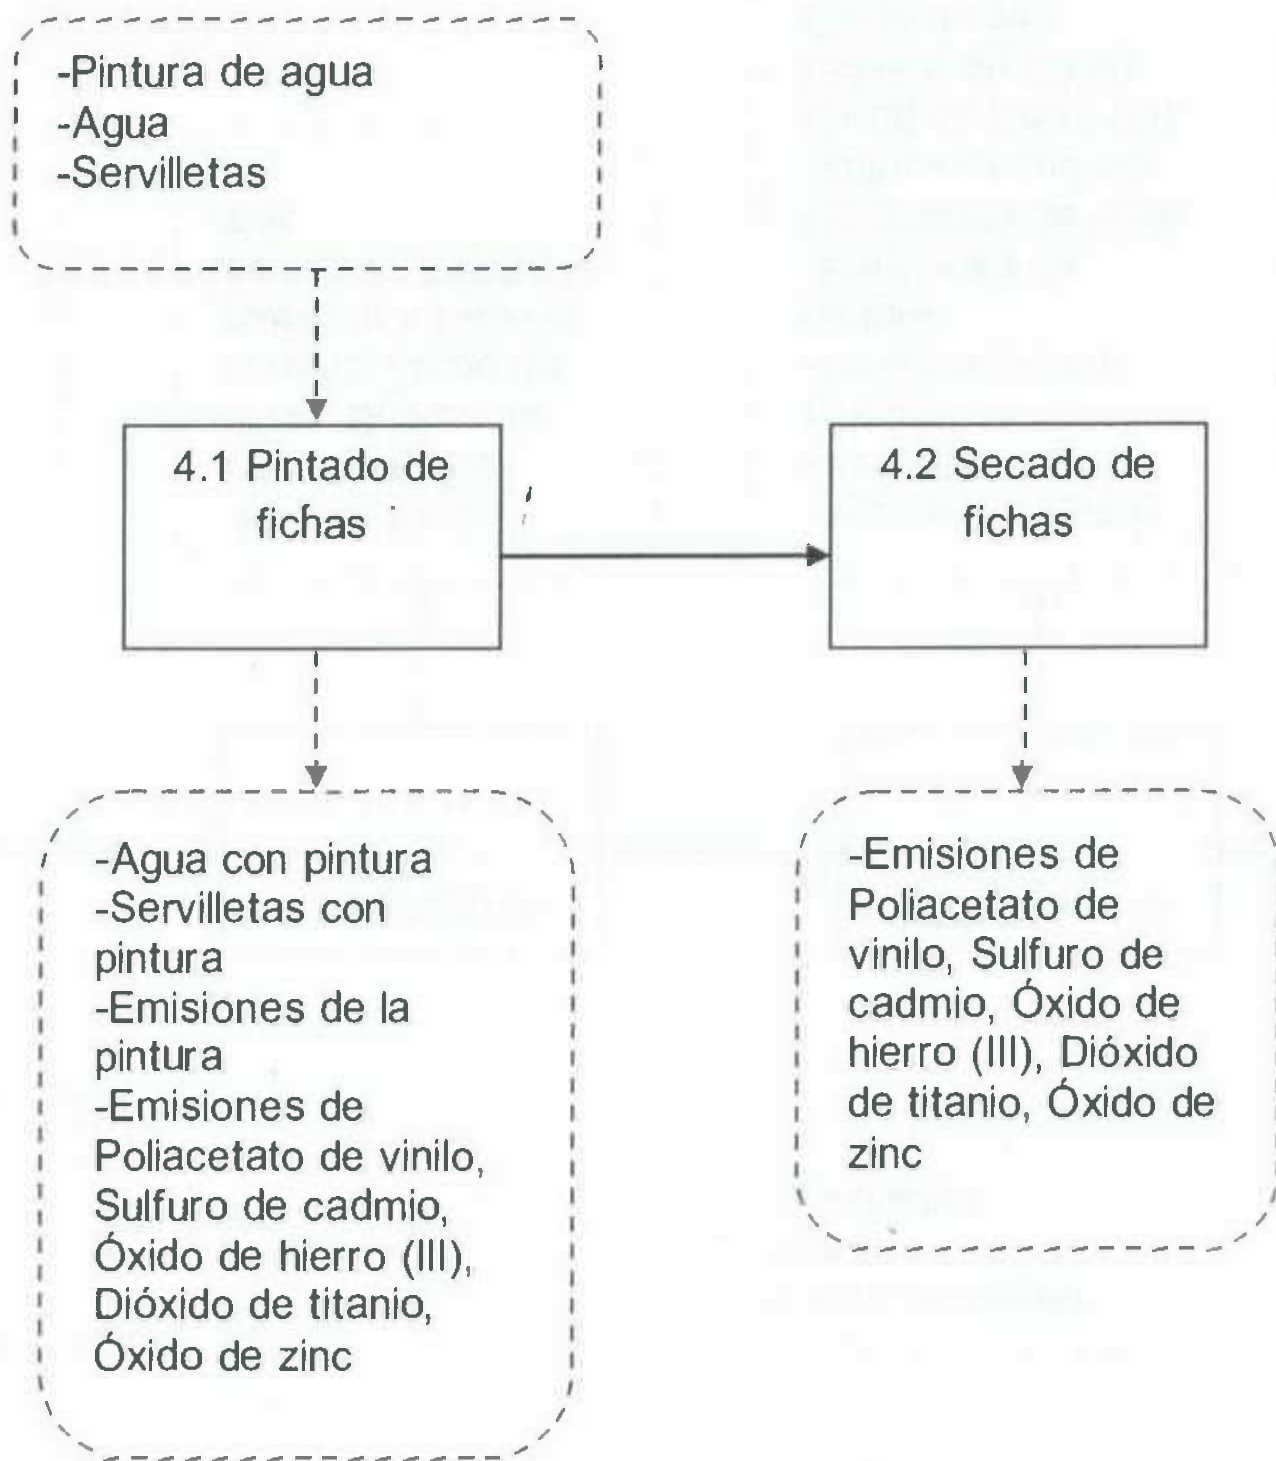 -Pintura de agua
-Agua
-Servilletas
4.1 Pintado de
fichas
4.2 Secado de
fichas
-Agua con pintura
-Servilletas con
pintura
-Emisiones de la
pintura
-Emisiones de
Poliacetato de vinilo,
Sulfuro de cadmio,
Óxido de hierro (III),
Dióxido de titanio,
Óxido de zinc
-Emisiones de
Poliacetato de
vinilo, Sulfuro de
cadmio, Óxido de
hierro (III), Dióxido
de titanio, Óxido de
zinc